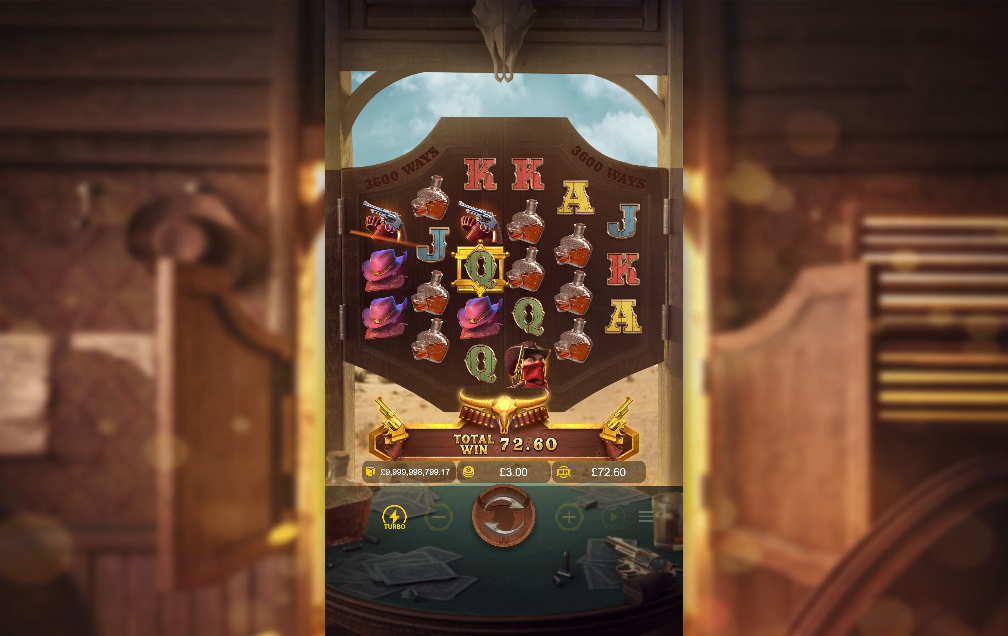 3600 WAYS
3600 WAYS
K K
A
J
J
Q
K
Q
A
Q
TOTAL WIN 72.60
£9,999,998,799.17
£3.00
£72.60
TURBO